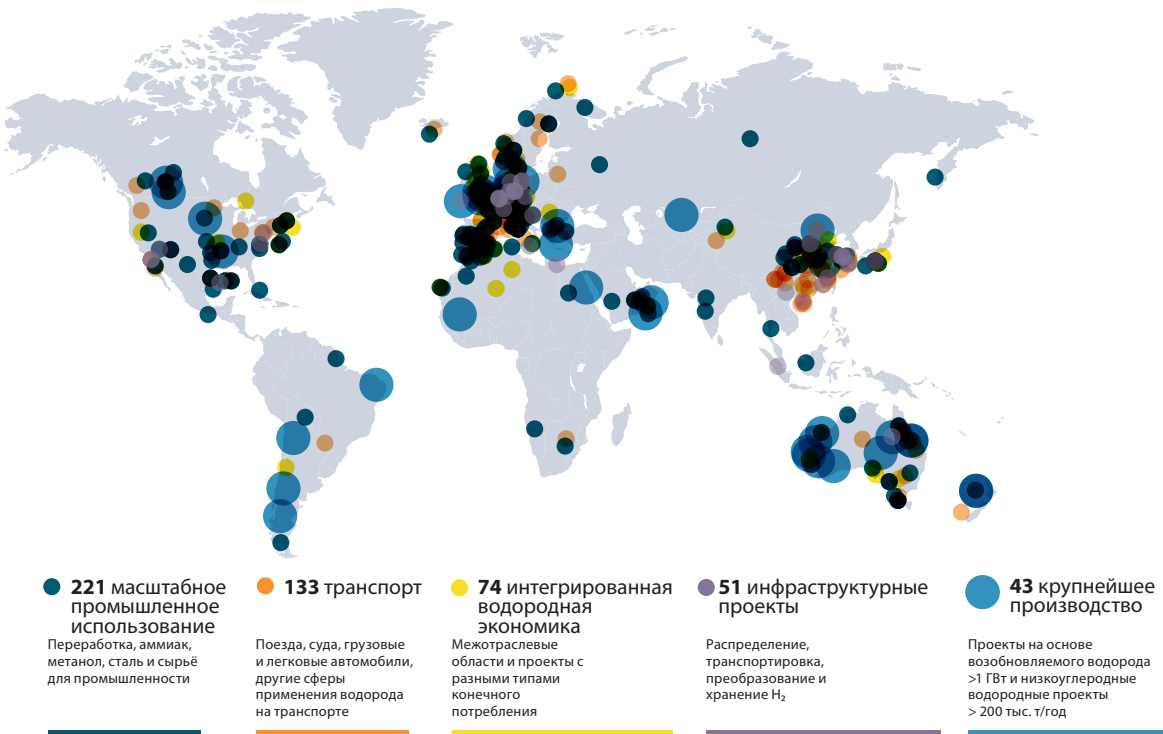 221 масштабное
промышленное
использование
Переработка, аммиак,
метанол, сталь и сырьё
для промышленности
133 транспорт
Поезда, суда, грузовые
и легковые автомобили,
другие сферы
применения водорода
на транспорте
74 интегрированная
водородная
экономика
Межотраслевые
области и проекты с
разными типами
конечного
потребления
51 инфраструктурные
проекты
Распределение,
транспортировка,
преобразование и
хранение H₂
43 крупнейшее
производство
Проекты на основе
возобновляемого водорода
>1 ГВт и низкоуглеродные
водородные проекты
> 200 тыс. т/год